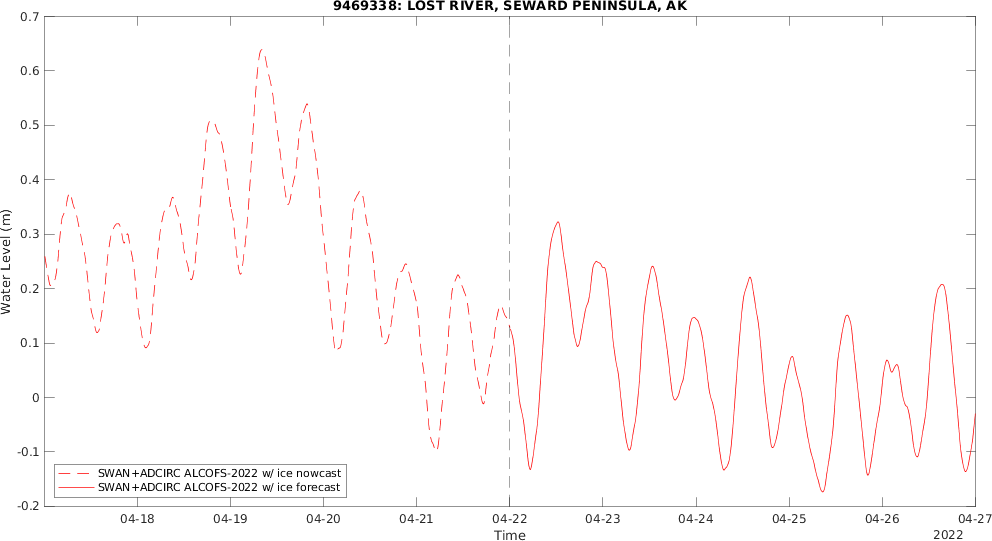 9469338: LOST RIVER, SEWARD PENINSULA, AK
0.7
0.6
0.5
0.4
0.3
0.2
0.1
0
-0.1
-0.2
Water Level (m)
SWAN+ADCIRC ALCOFS-2022 w/ ice nowcast
SWAN+ADCIRC ALCOFS-2022 w/ ice forecast
04-18 04-19 04-20 04-21 04-22 04-23 04-24 04-25 04-26 04-27
Time
2022